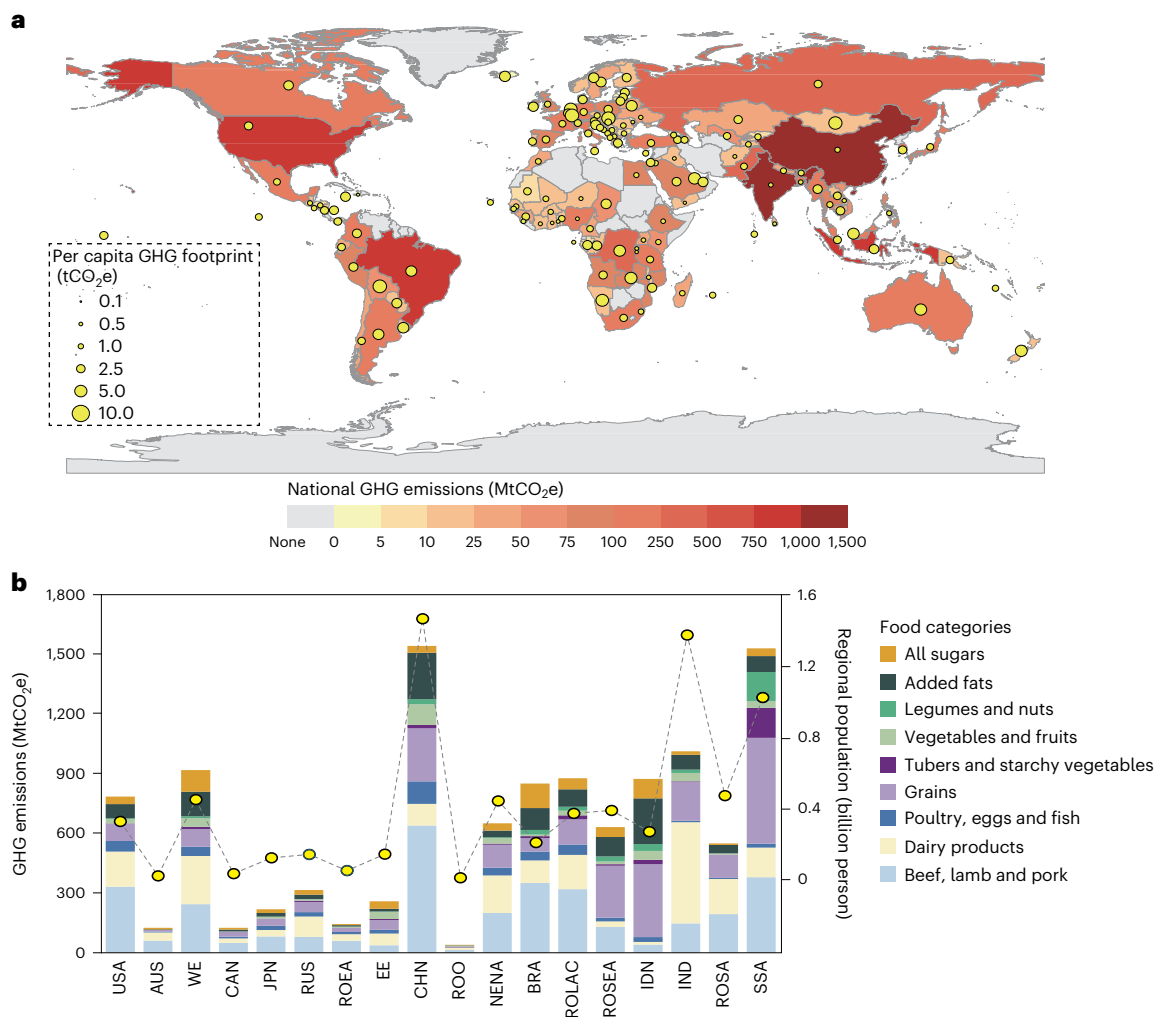 a
Per capita GHG footprint
(tCO₂e)
0.1
0.5
1.0
2.5
5.0
10.0
National GHG emissions (MtCO₂e)
None 0 5 10 25 50 75 100 250 500 750 1,000 1,500
b
GHG emissions (MtCO₂e)
1,800
1,500
1,200
900
600
300
0
1.6
1.2
0.8
0.4
0
Regional population (billion person)
USA
AUS
WE
CAN
JPN
RUS
ROEA
EE
CHN
ROO
NENA
BRA
ROLAC
ROSEA
IDN
IND
ROSA
SSA
Food categories
All sugars
Added fats
Legumes and nuts
Vegetables and fruits
Tubers and starchy vegetables
Grains
Poultry, eggs and fish
Dairy products
Beef, lamb and pork